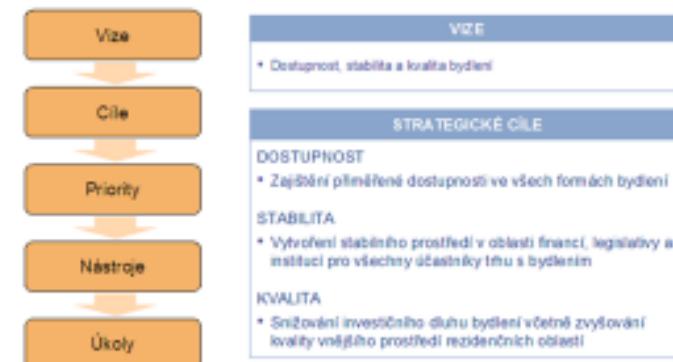 Vize
Cíle
Priority
Nástroje
Úkoly
VIZE
• Dostupnost, stabilita a kvalita bydlení
STRATEGICKÉ CÍLE
DOSTUPNOST
• Zajištění přiměřené dostupnosti ve všech formách bydlení
STABILITA
• Vytvoření stabilního prostředí v oblasti financí, legislativy a
institucí pro všechny účastníky trhu s bydlením
KVALITA
• Snižování investičního dluhu bydlení včetně zvyšování
kvality vnějšího prostředí rezidenčních oblastí